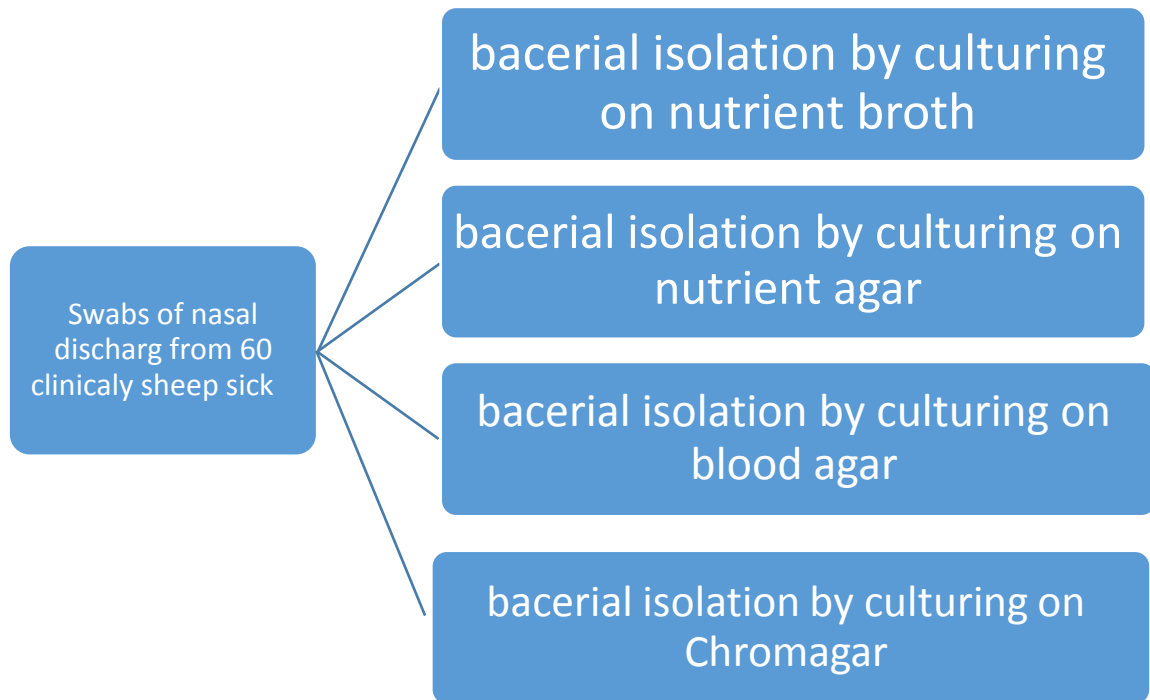 bacerial isolation by culturing
on nutrient broth
bacerial isolation by culturing on
nutrient agar
Swabs of nasal
discharg from 60
clinicaly sheep sick
bacerial isolation by culturing on
blood agar
bacerial isolation by culturing on
Chromagar